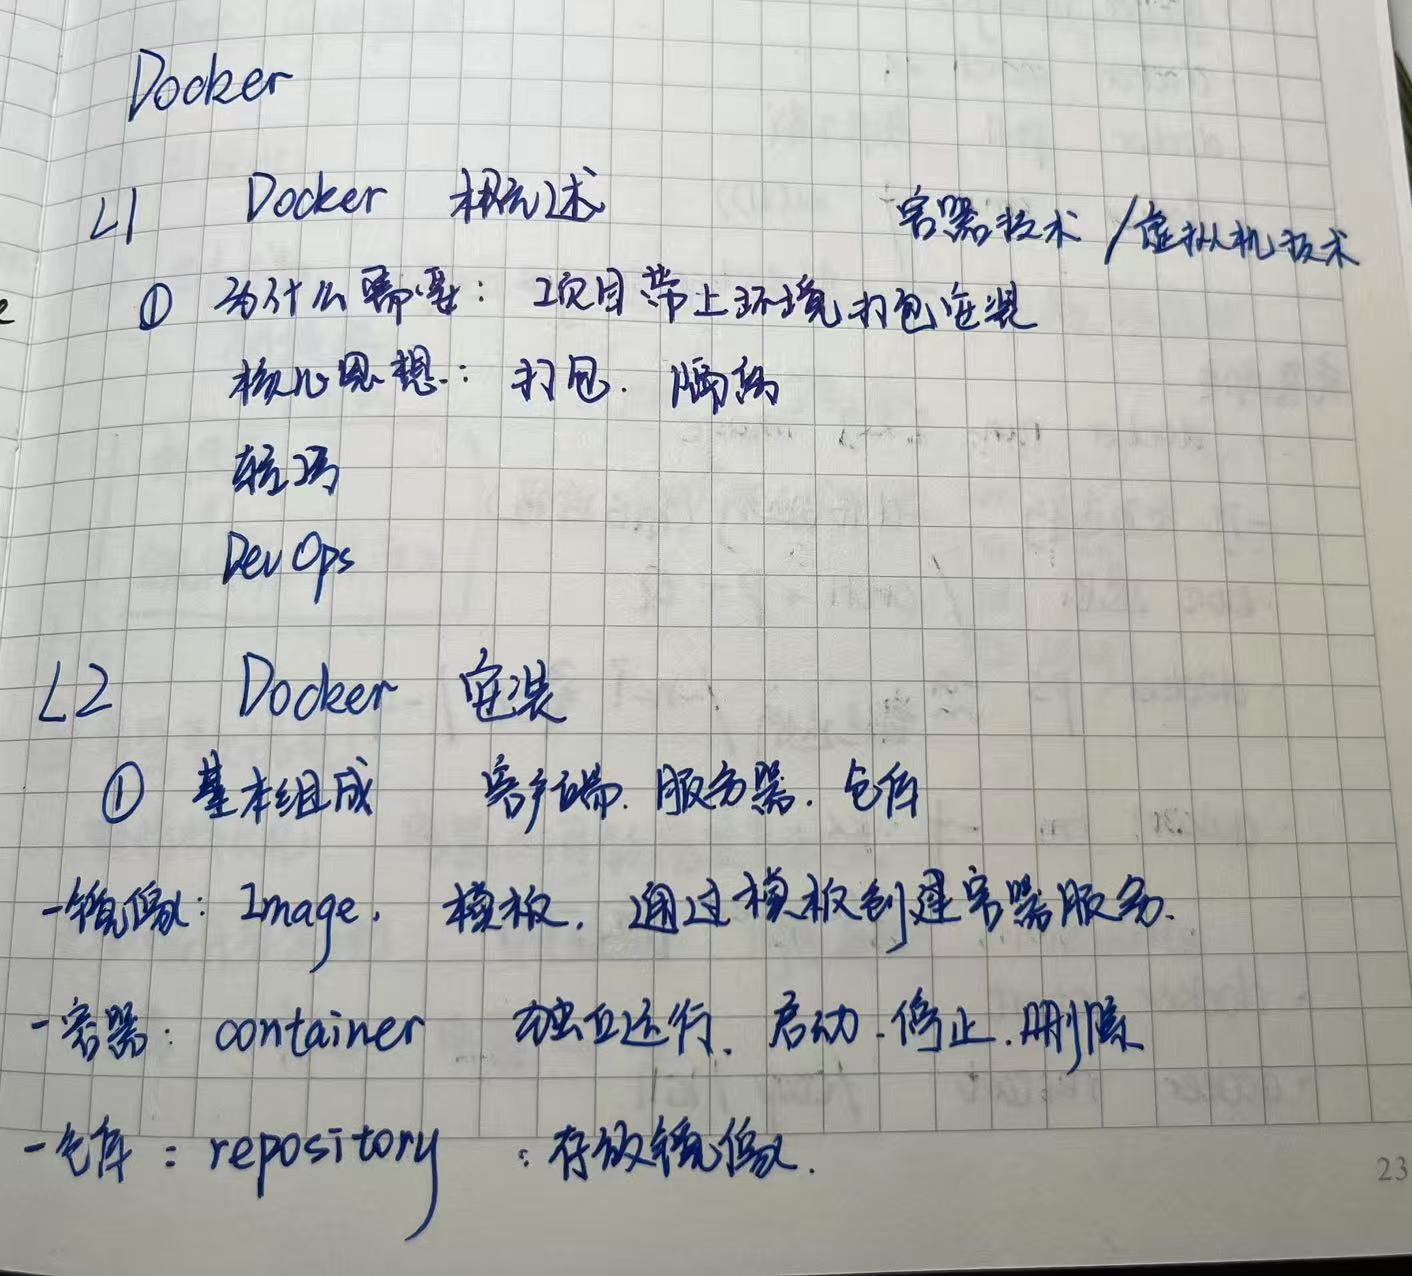 Docker
L1 Docker 概述 容器技术 / 虚拟机技术
① 为什么需要: 项目带上环境打包安装
核心思想: 打包. 隔离
轻巧
DevOps
L2 Docker 安装
① 基本组成 客户端. 服务器. 仓库
-镜像: Image. 模板. 通过模板创建容器服务.
-容器: container 独立运行. 启动.停止.删除
-仓库: repository : 存放镜像.
23